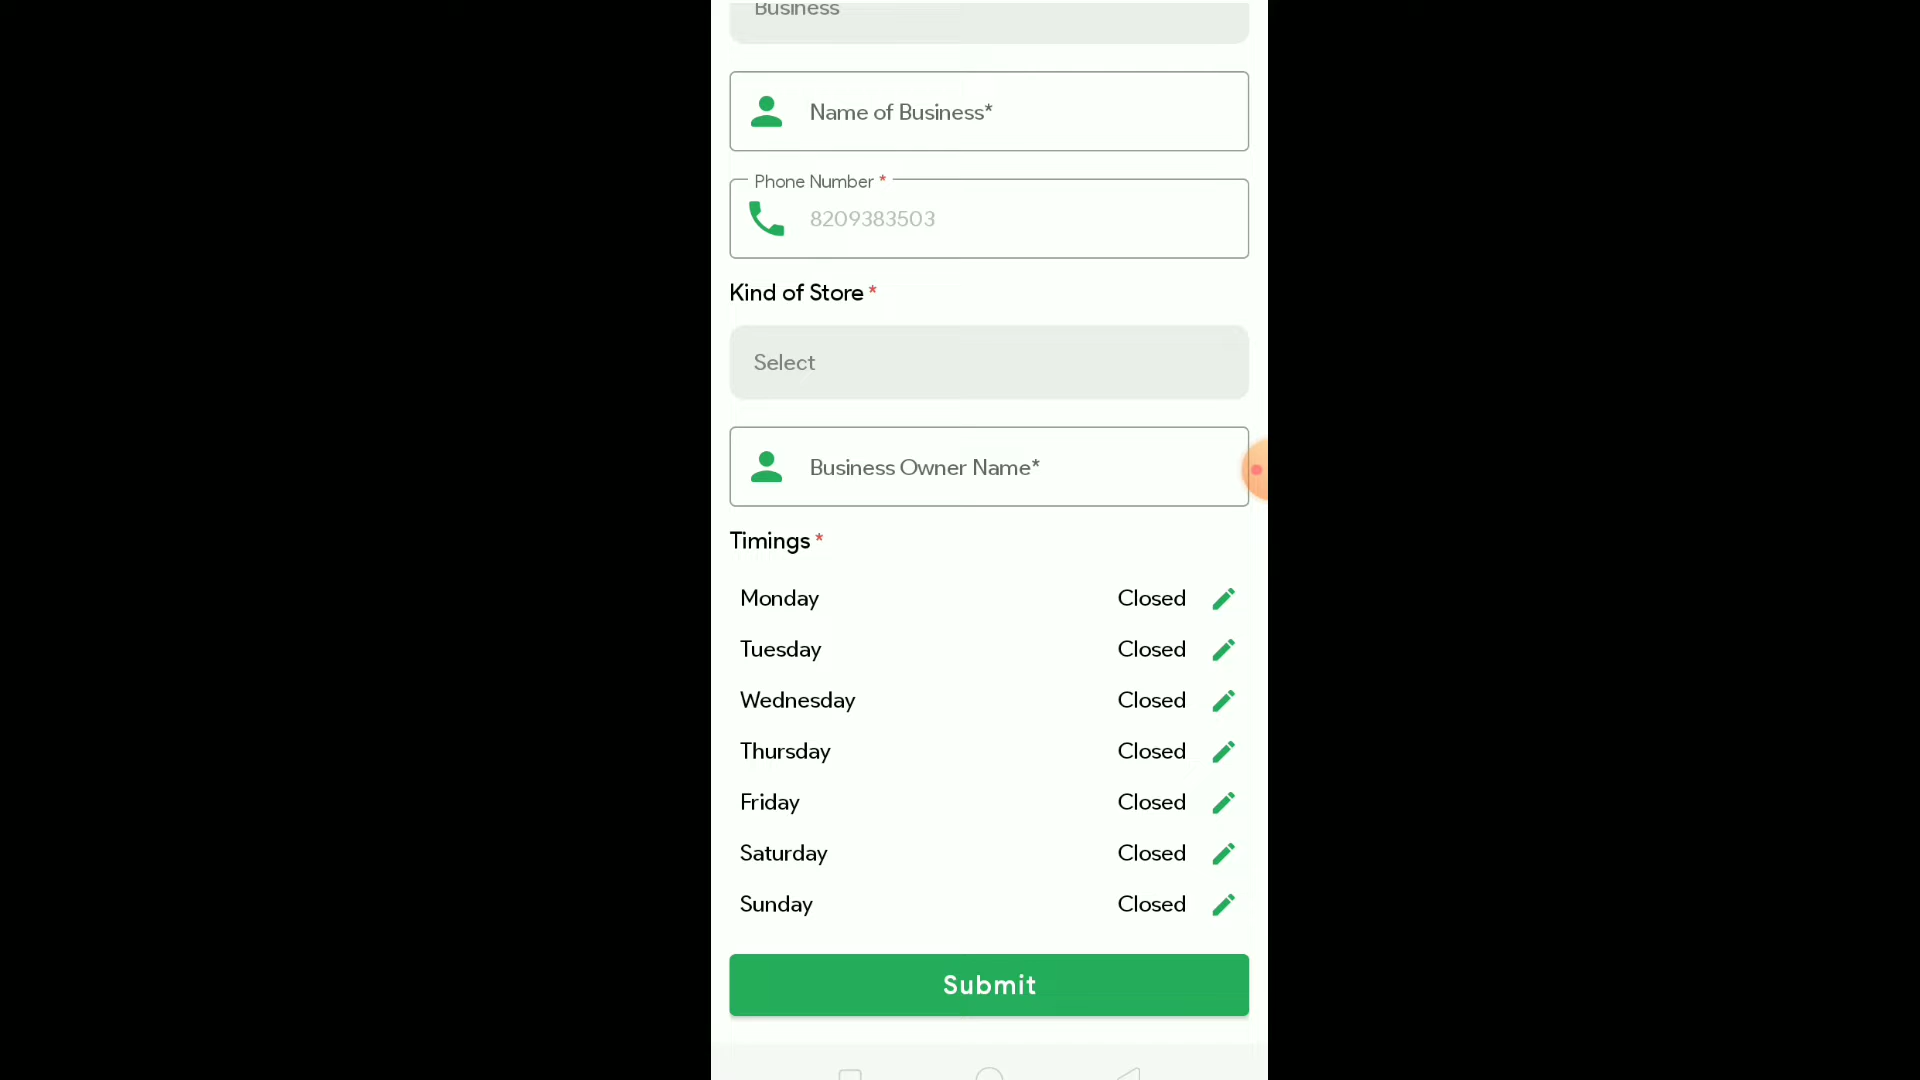 Business
Name of Business*
Phone Number *
8209383503
Kind of Store *
Select
Business Owner Name*
Timings *
Monday Closed
Tuesday Closed
Wednesday Closed
Thursday Closed
Friday Closed
Saturday Closed
Sunday Closed
Submit